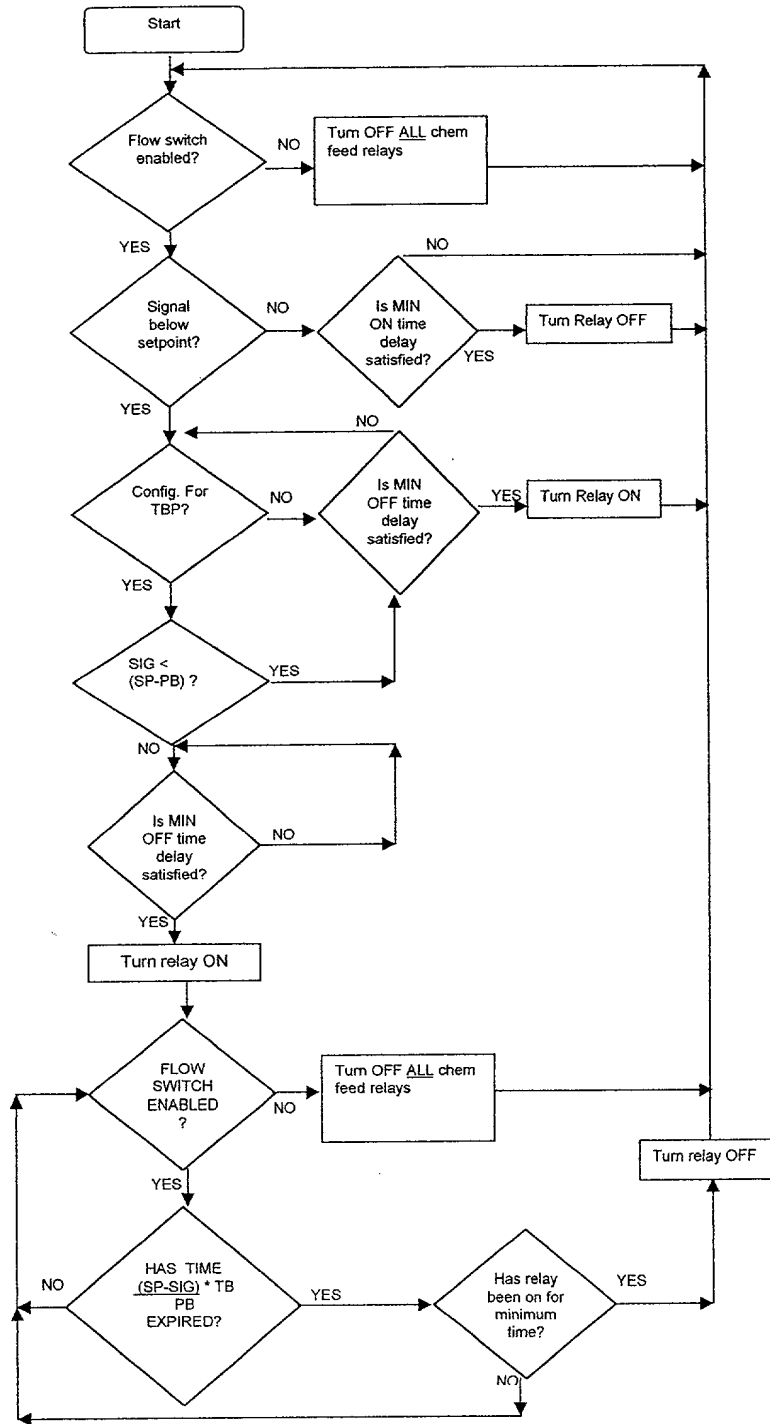 Start
Flow switch
enabled?
NO
Turn OFF ALL chem
feed relays
YES
NO
Signal
below
setpoint?
NO
Is MIN
ON time
delay
satisfied?
YES
Turn Relay OFF
YES
NO
Config. For
TBP?
NO
Is MIN
OFF time
delay
satisfied?
YES
Turn Relay ON
YES
SIG <
(SP-PB) ?
YES
NO
Is MIN
OFF time
delay
satisfied?
NO
YES
Turn relay ON
FLOW
SWITCH
ENABLED
?
NO
Turn OFF ALL chem
feed relays
Turn relay OFF
YES
HAS TIME
(SP-SIG) * TB
PB
EXPIRED?
NO
YES
Has relay
been on for
minimum
time?
YES
NO